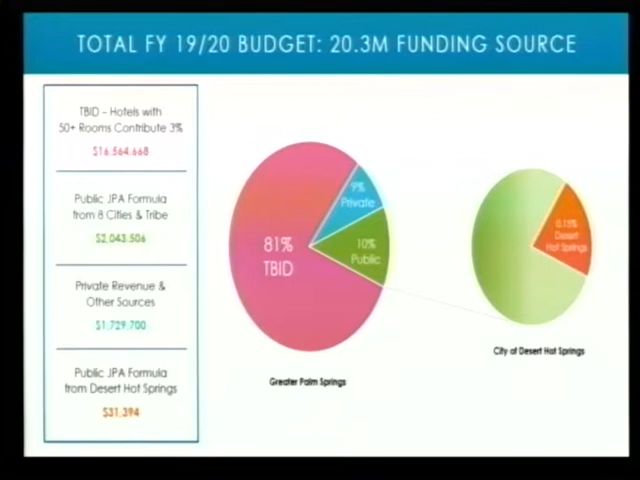 TOTAL FY 19/20 BUDGET: 20.3M FUNDING SOURCE
TBID – Hotels with
50+ Rooms Contribute 3%
$16,564,668
Public JPA Formula
from 8 Cities & Tribe
$2,043,506
Private Revenue &
Other Sources
$1,729,700
Public JPA Formula
from Desert Hot Springs
$31,394
81%
TBID
9%
Private
10%
Public
Greater Palm Springs
0.15%
Desert
Hot Springs
City of Desert Hot Springs